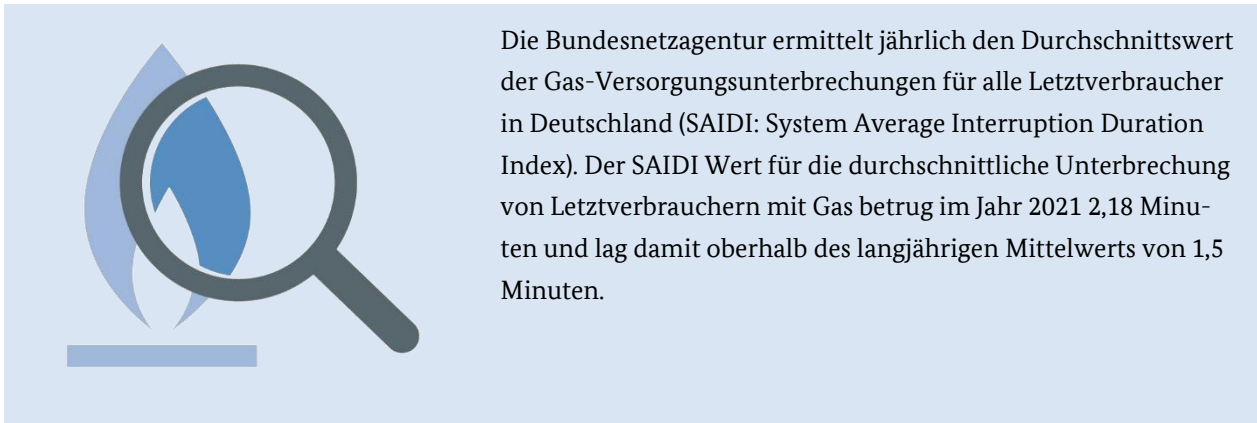 Die Bundesnetzagentur ermittelt jährlich den Durchschnittswert
der Gas-Versorgungsunterbrechungen für alle Letztverbraucher
in Deutschland (SAIDI: System Average Interruption Duration
Index). Der SAIDI Wert für die durchschnittliche Unterbrechung
von Letztverbrauchern mit Gas betrug im Jahr 2021 2,18 Minu-
ten und lag damit oberhalb des langjährigen Mittelwerts von 1,5
Minuten.